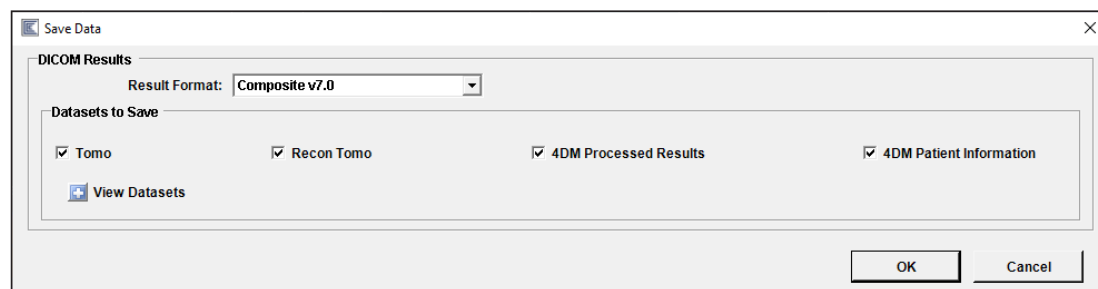 Save Data
DICOM Results
Result Format: Composite v7.0
Datasets to Save
Tomo Recon Tomo 4DM Processed Results 4DM Patient Information
View Datasets
OK Cancel